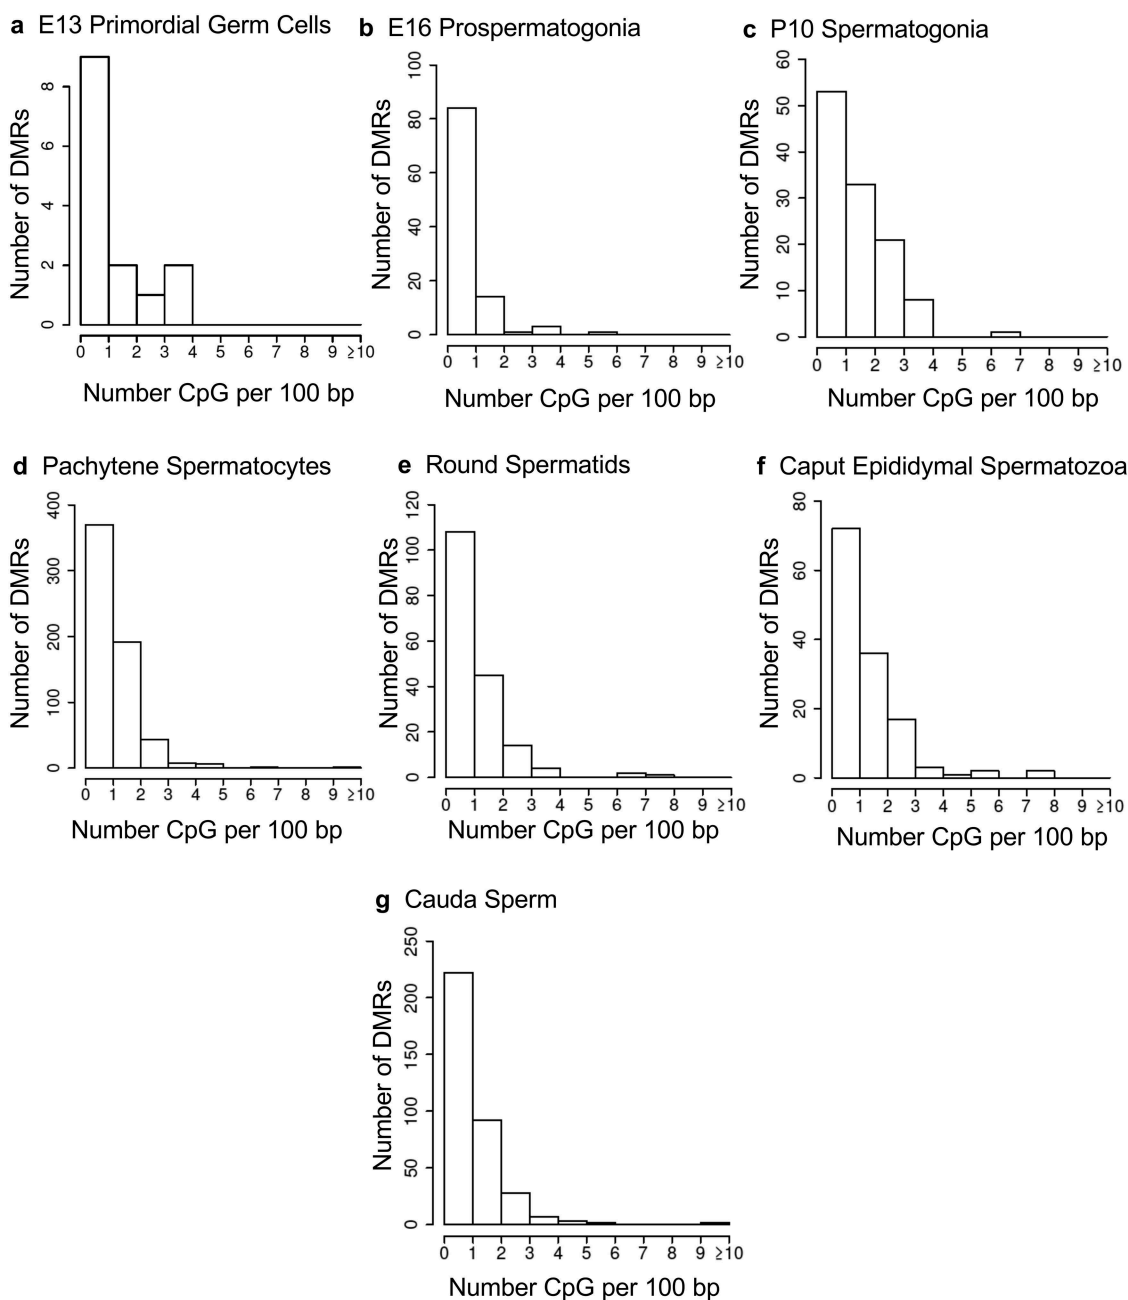 a E13 Primordial Germ Cells
Number of DMRs
0 2 4 6 8
0 1 2 3 4 5 6 7 8 9 ≥10
Number CpG per 100 bp
b E16 Prospermatogonia
Number of DMRs
0 20 40 60 80 100
0 1 2 3 4 5 6 7 8 9 ≥10
Number CpG per 100 bp
c P10 Spermatogonia
Number of DMRs
0 10 20 30 40 50 60
0 1 2 3 4 5 6 7 8 9 ≥10
Number CpG per 100 bp
d Pachytene Spermatocytes
Number of DMRs
0 100 200 300 400
0 1 2 3 4 5 6 7 8 9 ≥10
Number CpG per 100 bp
e Round Spermatids
Number of DMRs
0 20 40 60 80 100 120
0 1 2 3 4 5 6 7 8 9 ≥10
Number CpG per 100 bp
f Caput Epididymal Spermatozoa
Number of DMRs
0 20 40 60 80
0 1 2 3 4 5 6 7 8 9 ≥10
Number CpG per 100 bp
g Cauda Sperm
Number of DMRs
0 50 100 150 200 250
0 1 2 3 4 5 6 7 8 9 ≥10
Number CpG per 100 bp